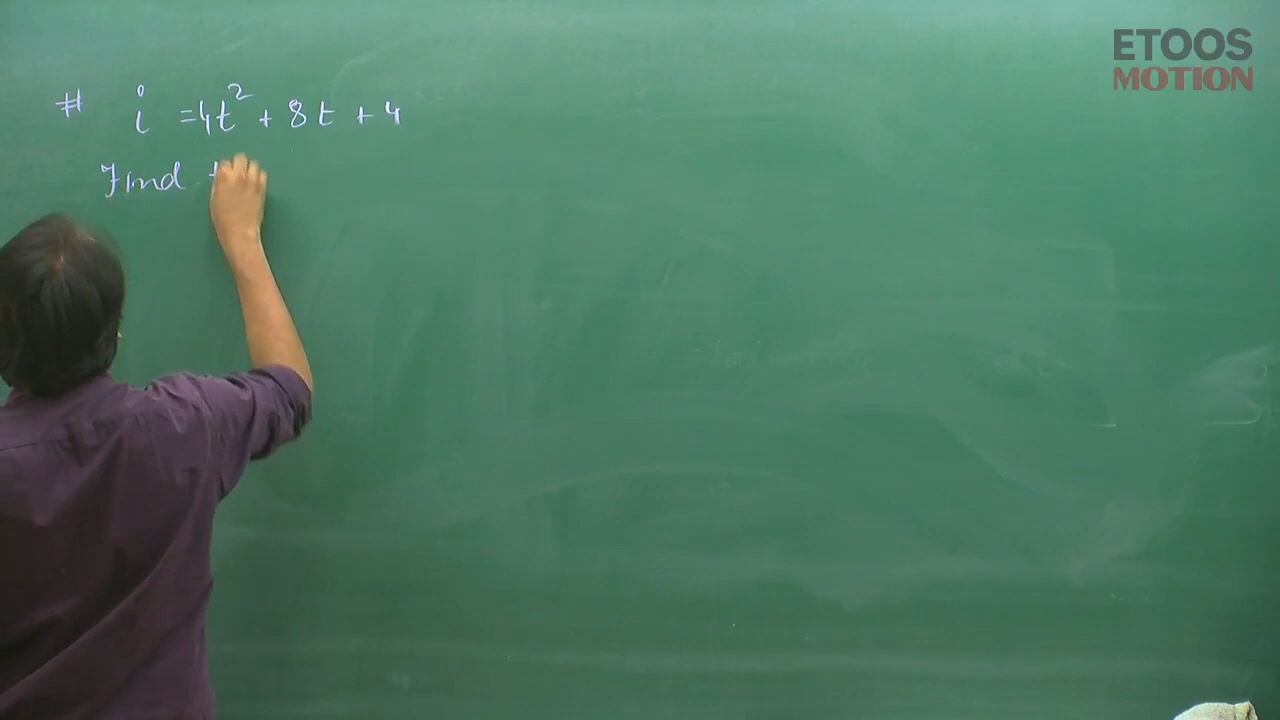 ETOOS
MOTION
# i = 4t² + 8t + 4
Find